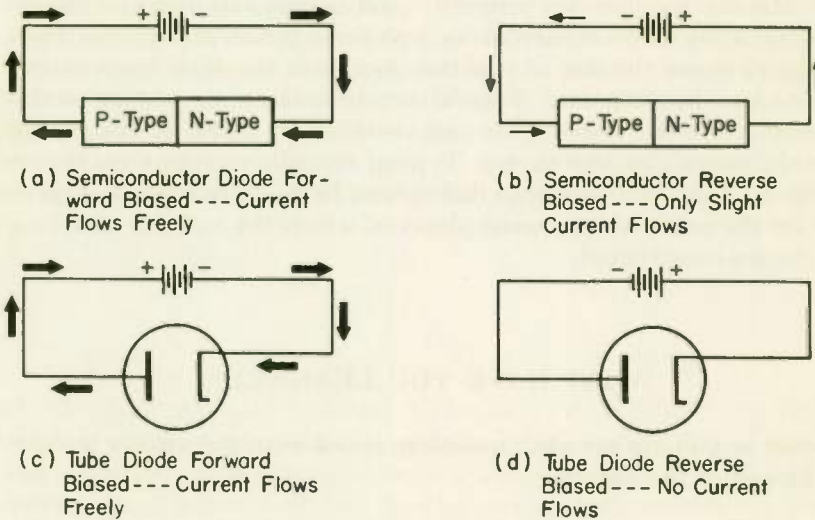 + -
- +
P-Type N-Type
P-Type N-Type
(a) Semiconductor Diode For-
ward Biased --- Current
Flows Freely
(b) Semiconductor Reverse
Biased --- Only Slight
Current Flows
+ -
- +
(c) Tube Diode Forward
Biased --- Current Flows
Freely
(d) Tube Diode Reverse
Biased --- No Current
Flows